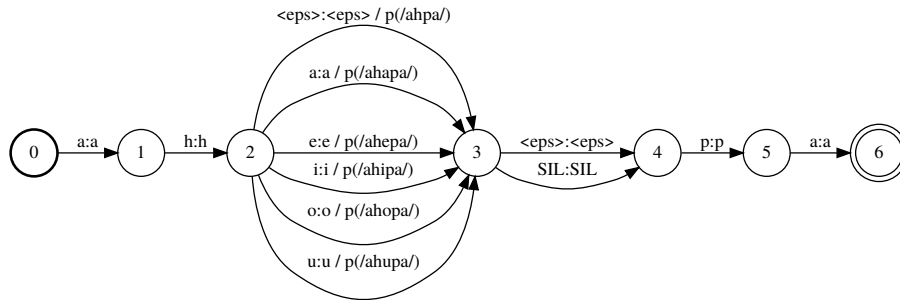 <eps>:<eps> / p(/ahpa/)
a:a / p(/ahapa/)
0 a:a 1 h:h 2 e:e / p(/ahepa/) 3 <eps>:<eps> 4 p:p 5 a:a 6
i:i / p(/ahipa/) SIL:SIL
o:o / p(/ahopa/)
u:u / p(/ahupa/)